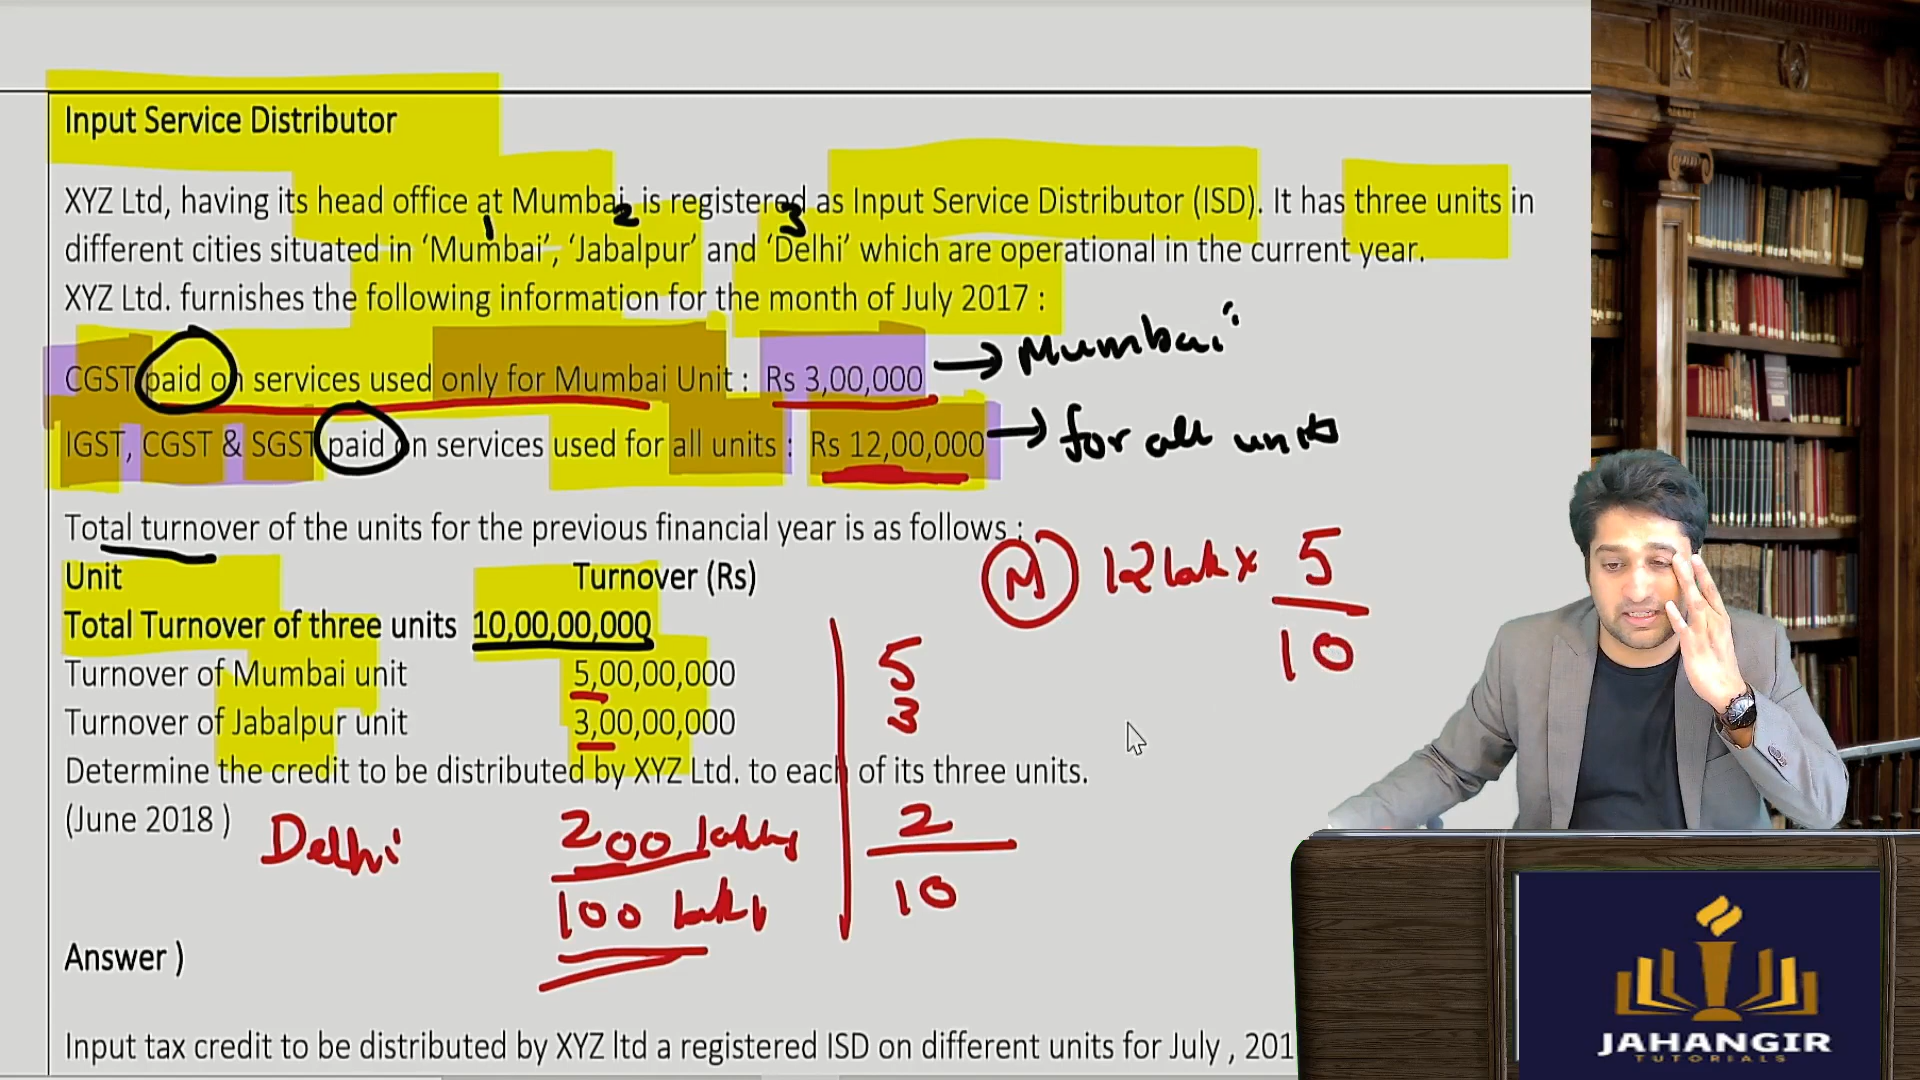 Input Service Distributor
XYZ Ltd, having its head office at Mumbai, is registered as Input Service Distributor (ISD). It has three units in
1 2 3
different cities situated in ‘Mumbai’, ‘Jabalpur’ and ‘Delhi’ which are operational in the current year.
XYZ Ltd. furnishes the following information for the month of July 2017 :
CGST paid on services used only for Mumbai Unit : Rs 3,00,000 → Mumbai
IGST, CGST & SGST paid on services used for all units : Rs 12,00,000 → for all units
Total turnover of the units for the previous financial year is as follows :
Unit Turnover (Rs)
M 12 lakh x 5
10
Total Turnover of three units 10,00,00,000
Turnover of Mumbai unit 5,00,00,000 5
Turnover of Jabalpur unit 3,00,00,000 3
Determine the credit to be distributed by XYZ Ltd. to each of its three units.
(June 2018 )
Delhi 200 lakhs 2
100 lakhs 10
Answer )
Input tax credit to be distributed by XYZ ltd a registered ISD on different units for July , 201
JAHANGIR
TUTORIALS